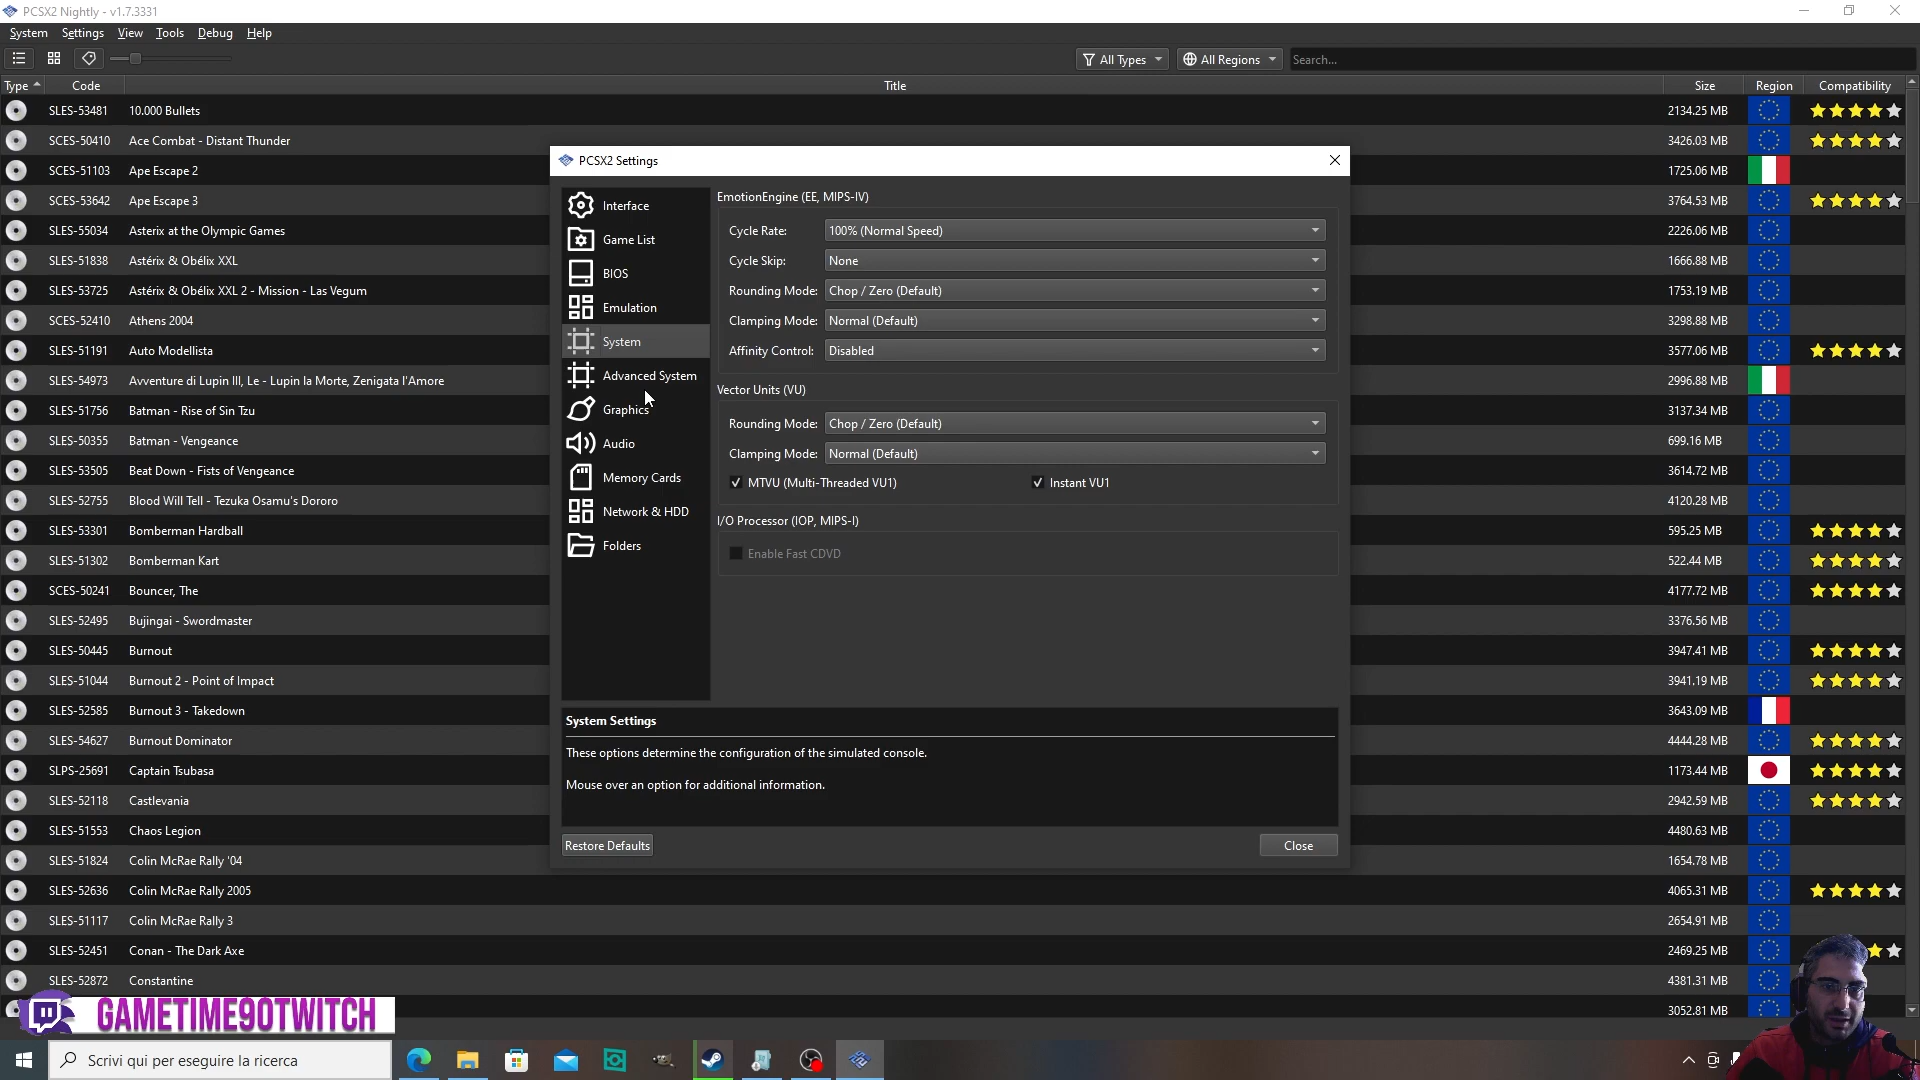 PCSX2 Nightly - v1.7.3331
System Settings View Tools Debug Help
All Types All Regions Search...
Type Code Title Size Region Compatibility
SLES-53481 10.000 Bullets 2134.25 MB
SCES-50410 Ace Combat - Distant Thunder 3426.03 MB
SCES-51103 Ape Escape 2 1725.06 MB
SCES-53642 Ape Escape 3 3764.53 MB
SLES-55034 Asterix at the Olympic Games 2226.06 MB
SLES-51838 Astérix & Obélix XXL 1666.88 MB
SLES-53725 Astérix & Obélix XXL 2 - Mission - Las Vegum 1753.19 MB
SCES-52410 Athens 2004 3298.88 MB
SLES-51191 Auto Modellista 3577.06 MB
SLES-54973 Avventure di Lupin III, Le - Lupin la Morte, Zenigata l'Amore 2996.88 MB
SLES-51756 Batman - Rise of Sin Tzu 3137.34 MB
SLES-50355 Batman - Vengeance 699.16 MB
SLES-53505 Beat Down - Fists of Vengeance 3614.72 MB
SLES-52755 Blood Will Tell - Tezuka Osamu's Dororo 4120.28 MB
SLES-53301 Bomberman Hardball 595.25 MB
SLES-51302 Bomberman Kart 522.44 MB
SCES-50241 Bouncer, The 4177.72 MB
SLES-52495 Bujingai - Swordmaster 3376.56 MB
SLES-50445 Burnout 3947.41 MB
SLES-51044 Burnout 2 - Point of Impact 3941.19 MB
SLES-52585 Burnout 3 - Takedown 3643.09 MB
SLES-54627 Burnout Dominator 4444.28 MB
SLPS-25691 Captain Tsubasa 1173.44 MB
SLES-52118 Castlevania 2942.59 MB
SLES-51553 Chaos Legion 4480.63 MB
SLES-51824 Colin McRae Rally '04 1654.78 MB
SLES-52636 Colin McRae Rally 2005 4065.31 MB
SLES-51117 Colin McRae Rally 3 2654.91 MB
SLES-52451 Conan - The Dark Axe 2469.25 MB
SLES-52872 Constantine 4381.31 MB
3052.81 MB
PCSX2 Settings
Interface
Game List
BIOS
Emulation
System
Advanced System
Graphics
Audio
Memory Cards
Network & HDD
Folders
EmotionEngine (EE, MIPS-IV)
Cycle Rate: 100% (Normal Speed)
Cycle Skip: None
Rounding Mode: Chop / Zero (Default)
Clamping Mode: Normal (Default)
Affinity Control: Disabled
Vector Units (VU)
Rounding Mode: Chop / Zero (Default)
Clamping Mode: Normal (Default)
MTVU (Multi-Threaded VU1) Instant VU1
I/O Processor (IOP, MIPS-I)
Enable Fast CDVD
System Settings
These options determine the configuration of the simulated console.
Mouse over an option for additional information.
Restore Defaults Close
GAMETIME90TWITCH
Scrivi qui per eseguire la ricerca